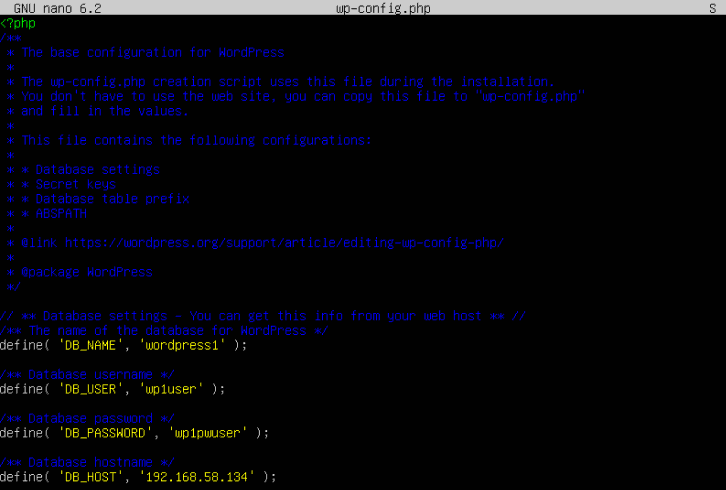 GNU nano 6.2 wp-config.php S
<?php
/**
 * The base configuration for WordPress
 *
 * The wp-config.php creation script uses this file during the installation.
 * You don't have to use the web site, you can copy this file to "wp-config.php"
 * and fill in the values.
 *
 * This file contains the following configurations:
 *
 * * Database settings
 * * Secret keys
 * * Database table prefix
 * * ABSPATH
 *
 * @link https://wordpress.org/support/article/editing-wp-config-php/
 *
 * @package WordPress
 */
// ** Database settings - You can get this info from your web host ** //
/** The name of the database for WordPress */
define( 'DB_NAME', 'wordpress1' );
/** Database username */
define( 'DB_USER', 'wp1user' );
/** Database password */
define( 'DB_PASSWORD', 'wp1pwuser' );
/** Database hostname */
define( 'DB_HOST', '192.168.58.134' );